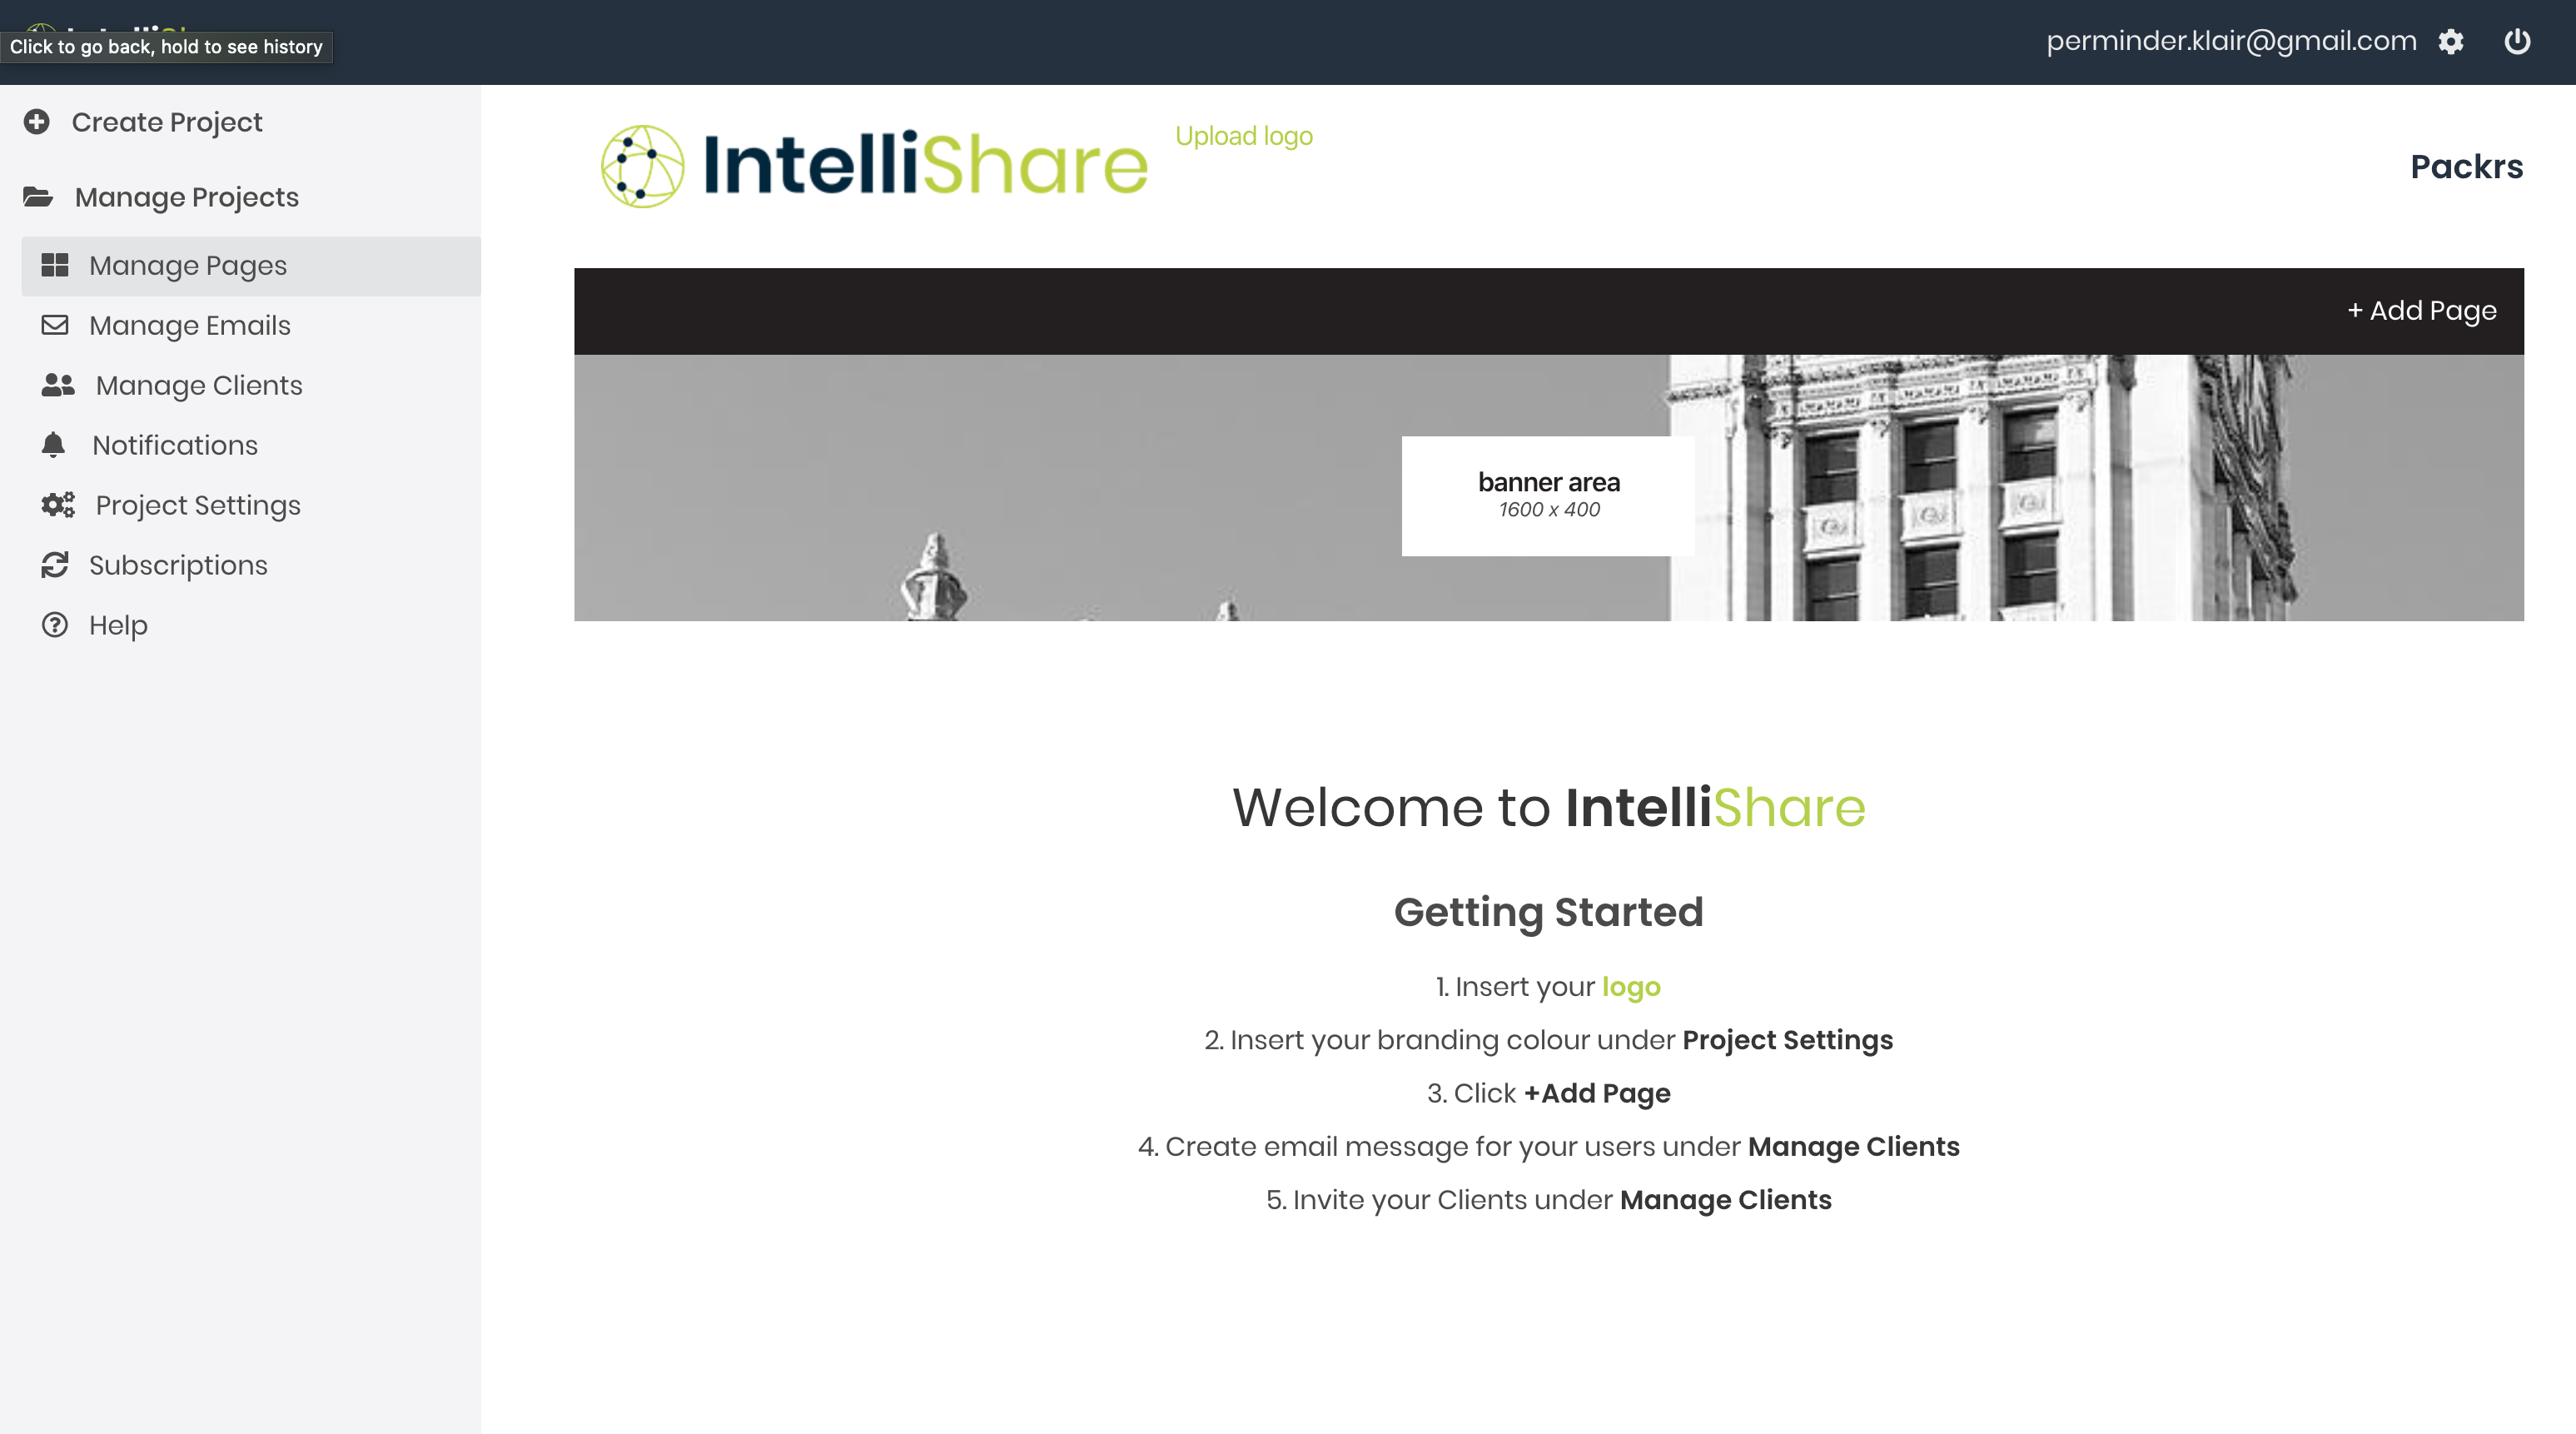 Click to go back, hold to see history
perminder.klair@gmail.com
Create Project
Manage Projects
Manage Pages
Manage Emails
Manage Clients
Notifications
Project Settings
Subscriptions
Help
IntelliShare
Upload logo
Packrs
+ Add Page
banner area
1600 x 400
Welcome to IntelliShare
Getting Started
1. Insert your logo
2. Insert your branding colour under Project Settings
3. Click +Add Page
4. Create email message for your users under Manage Clients
5. Invite your Clients under Manage Clients